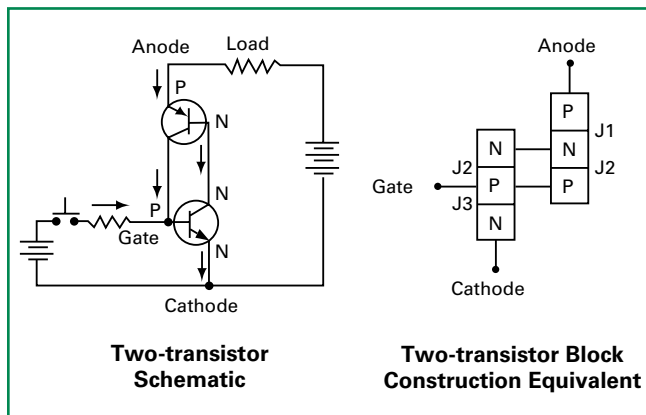 Anode
Load
P
N
N
P
Gate
N
Cathode
Two-transistor
Schematic
Anode
P
J1
N
N
J2
J2
Gate
P
P
J3
N
Cathode
Two-transistor Block
Construction Equivalent